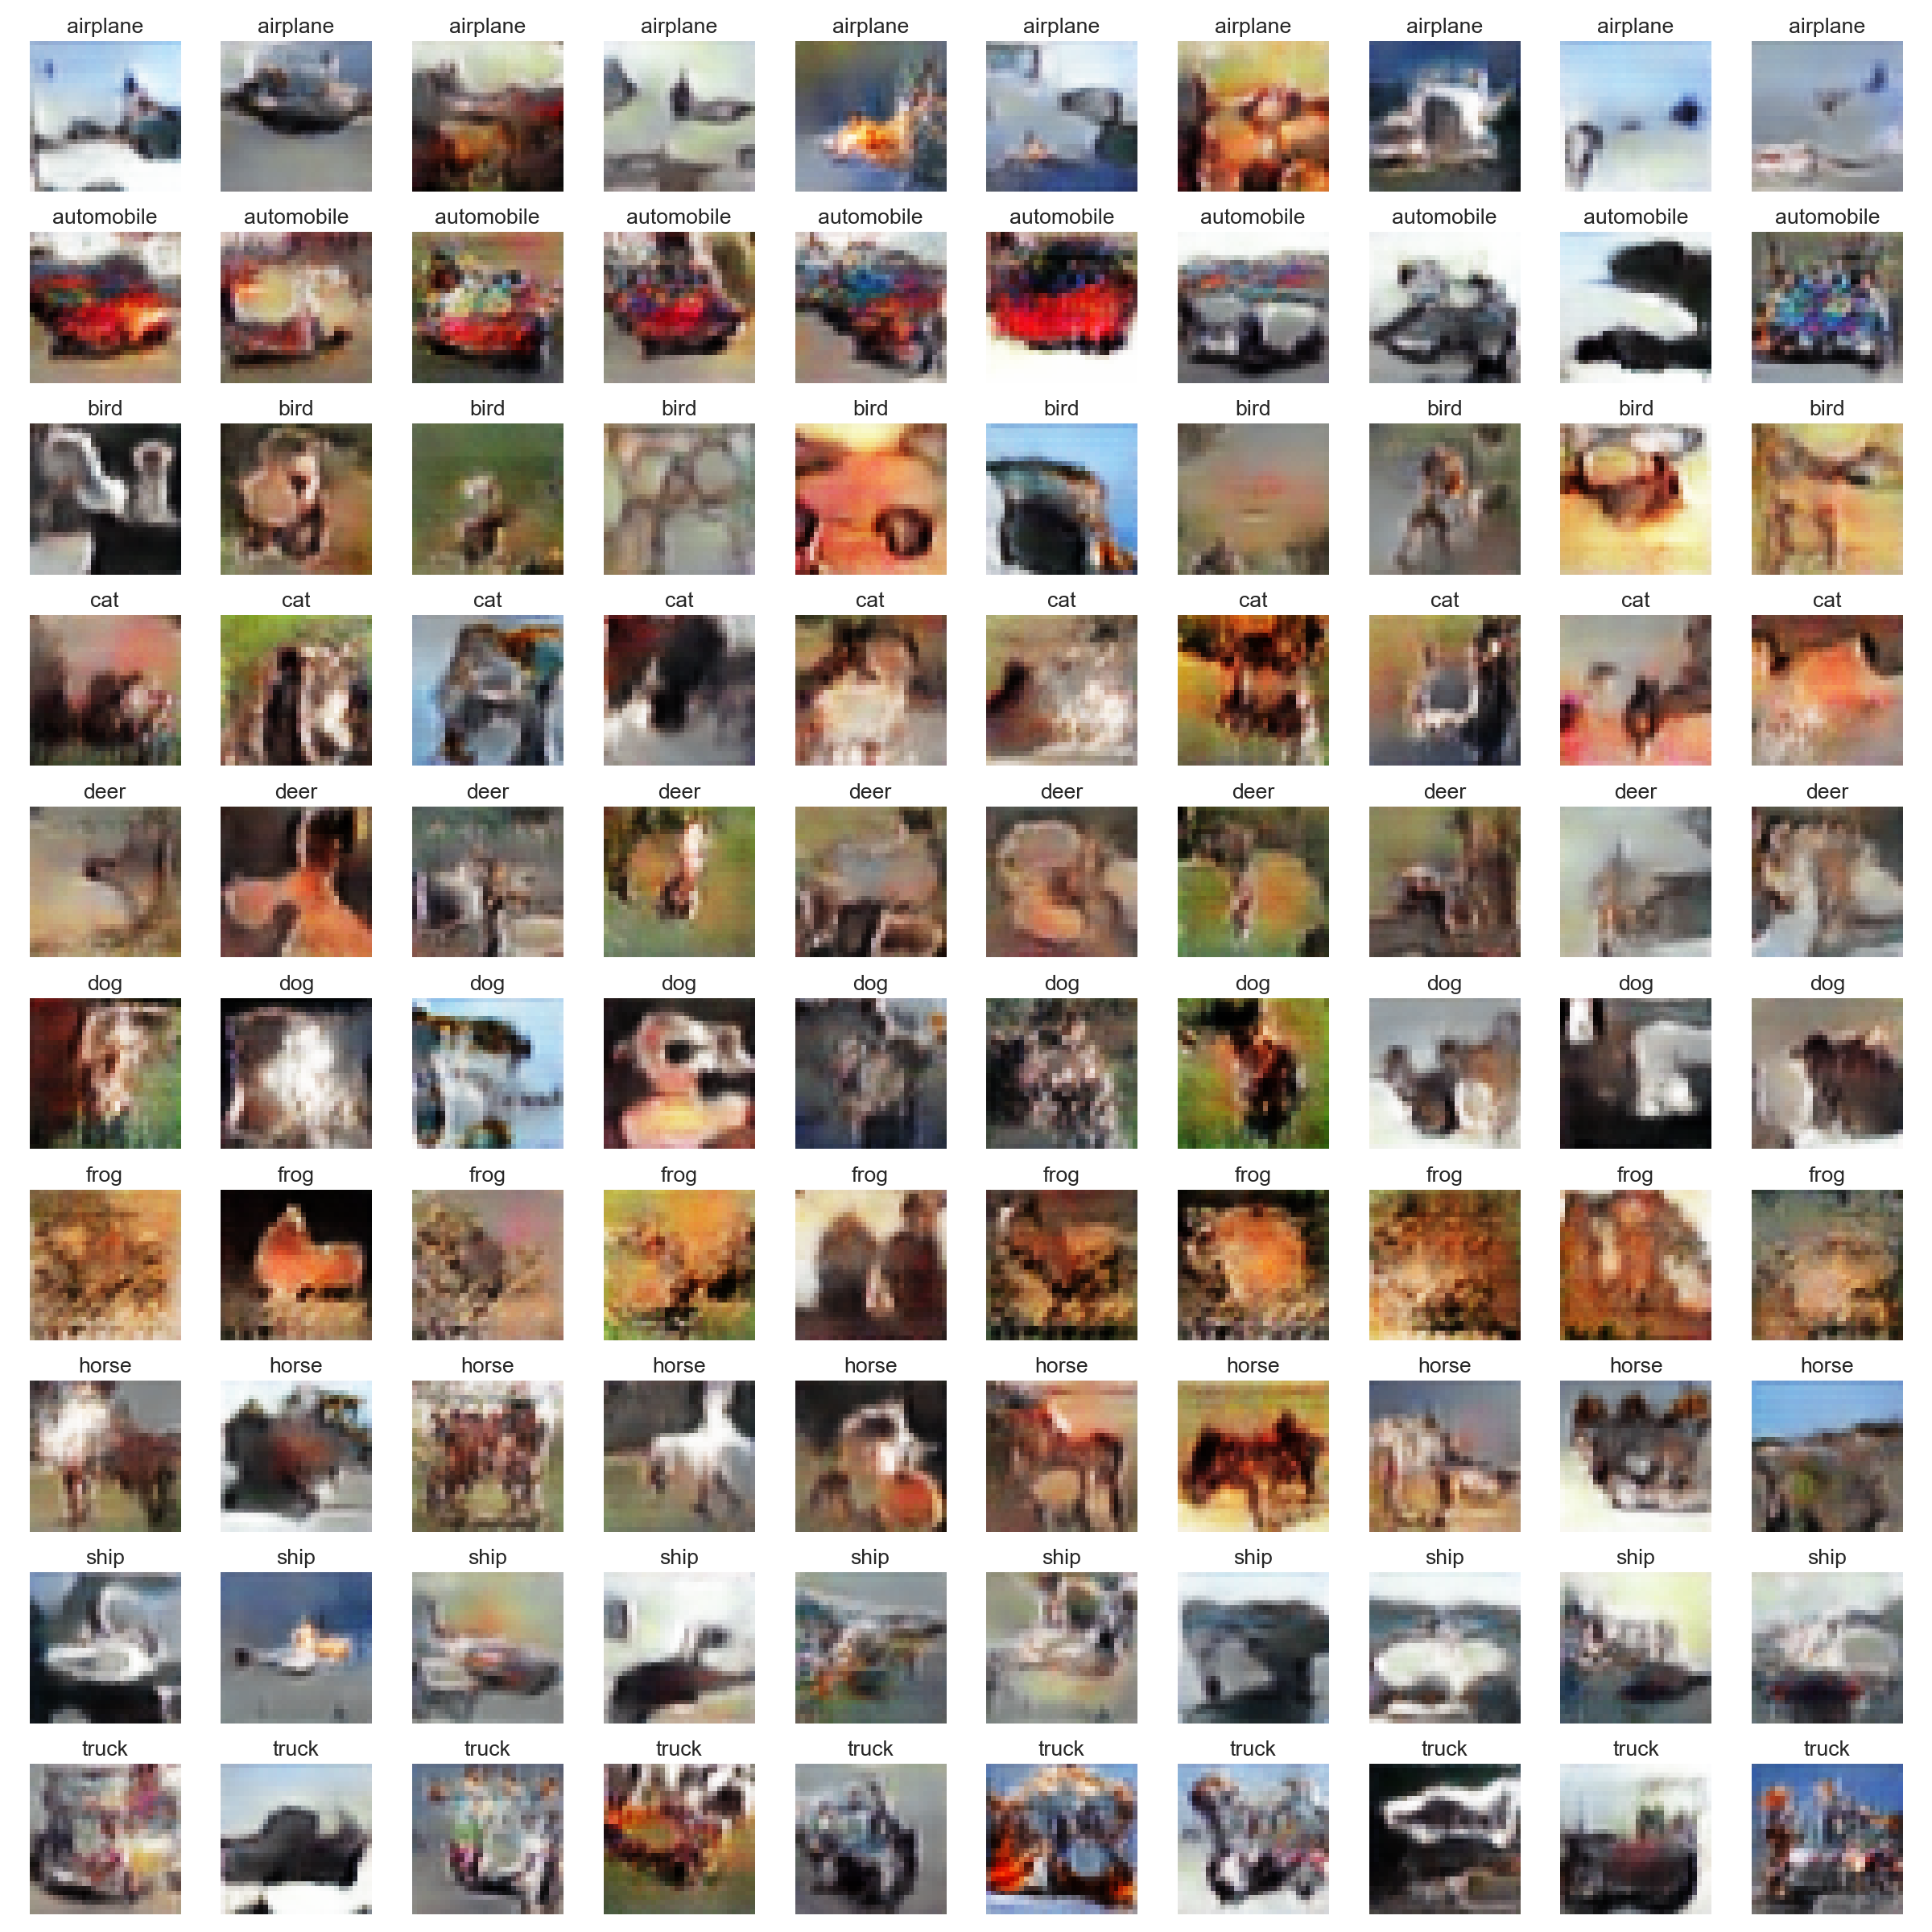 airplane airplane airplane airplane airplane airplane airplane airplane airplane airplane
automobile automobile automobile automobile automobile automobile automobile automobile automobile automobile
bird bird bird bird bird bird bird bird bird bird
cat cat cat cat cat cat cat cat cat cat
deer deer deer deer deer deer deer deer deer deer
dog dog dog dog dog dog dog dog dog dog
frog frog frog frog frog frog frog frog frog frog
horse horse horse horse horse horse horse horse horse horse
ship ship ship ship ship ship ship ship ship ship
truck truck truck truck truck truck truck truck truck truck